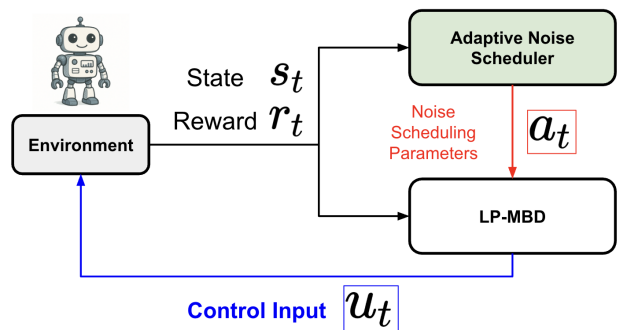 Adaptive Noise
Scheduler
State s_t
Reward r_t
Noise
Scheduling
Parameters
a_t
Environment
LP-MBD
Control Input u_t